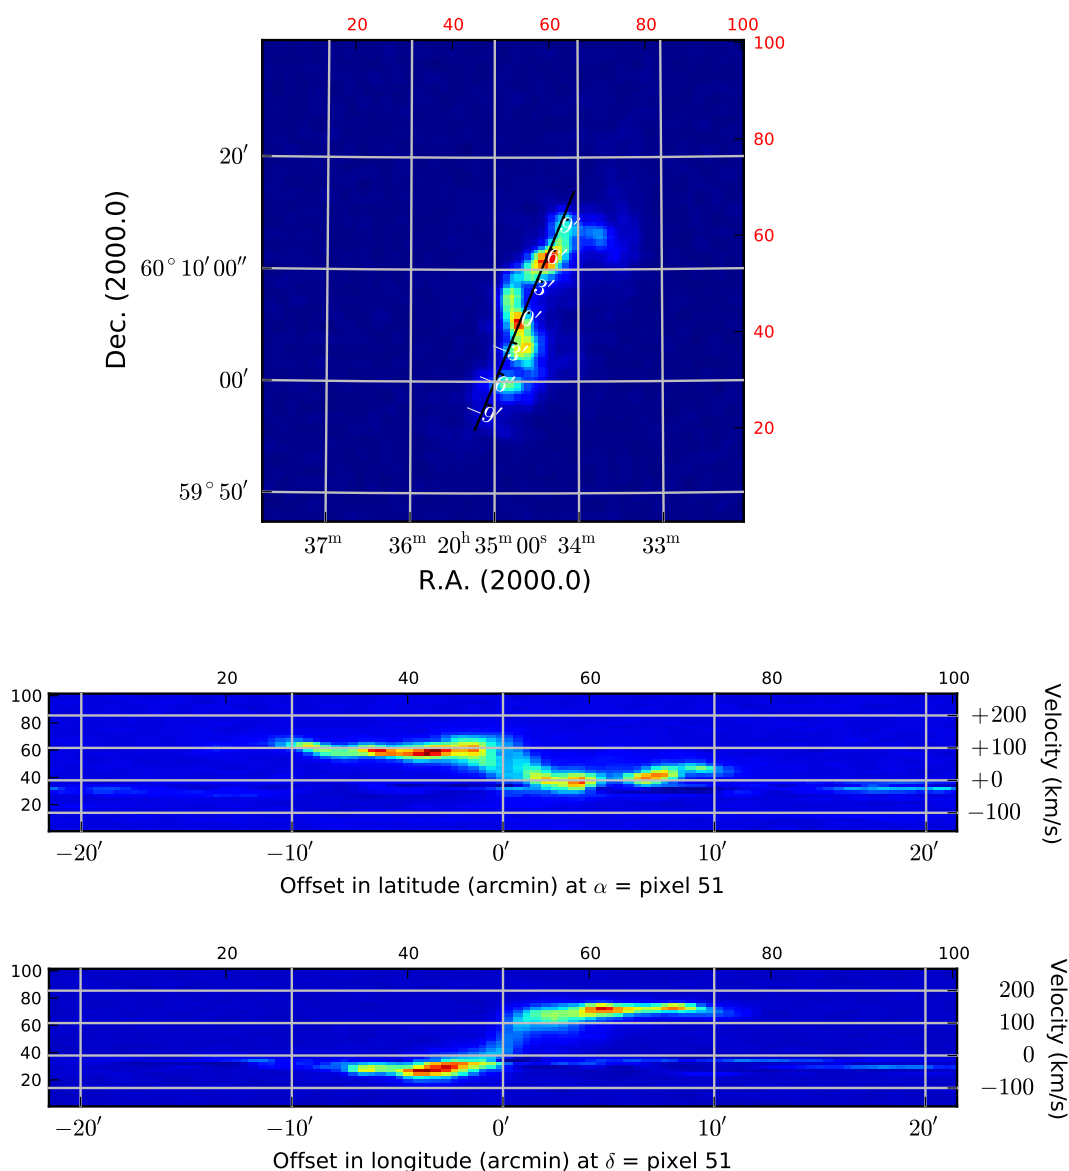 20 40 60 80 100
100
80
60
40
20
20′
60° 10′ 00″
00′
59° 50′
9′
6′
3′
0′
−3′
−6′
−9′
37ᵐ 36ᵐ 20ʰ 35ᵐ 00ˢ 34ᵐ 33ᵐ
R.A. (2000.0)
Dec. (2000.0)
20 40 60 80 100
100
80
60
40
20
+200
+100
+0
−100
Velocity (km/s)
−20′ −10′ 0′ 10′ 20′
Offset in latitude (arcmin) at α = pixel 51
20 40 60 80 100
100
80
60
40
20
200
100
0
−100
Velocity (km/s)
−20′ −10′ 0′ 10′ 20′
Offset in longitude (arcmin) at δ = pixel 51